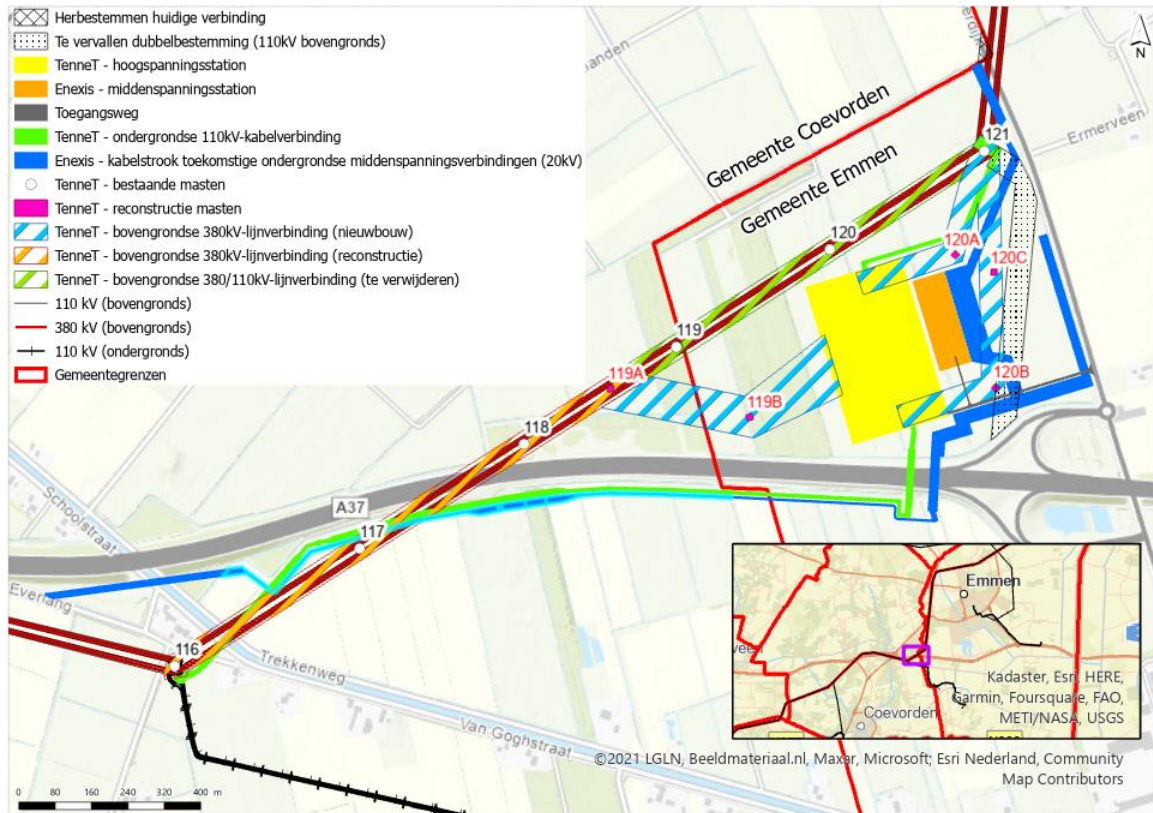 Herbestemmen huidige verbinding
Te vervallen dubbelbestemming (110kV bovengronds)
TenneT - hoogspanningsstation
Enexis - middenspanningsstation
Toegangsweg
TenneT - ondergrondse 110kV-kabelverbinding
Enexis - kabelstrook toekomstige ondergrondse middenspanningsverbindingen (20kV)
TenneT - bestaande masten
TenneT - reconstructie masten
TenneT - bovengrondse 380kV-lijnverbinding (nieuwbouw)
TenneT - bovengrondse 380kV-lijnverbinding (reconstructie)
TenneT - bovengrondse 380/110kV-lijnverbinding (te verwijderen)
110 kV (bovengronds)
380 kV (bovengronds)
110 kV (ondergronds)
Gemeentegrenzen
N
Gemeente Coevorden
Gemeente Emmen
Ermerveen
121
120
120A
120C
119
119A
119B
120B
118
A37
117
116
Schoolstraat
Everlang
Trekkenweg
Van Goghstraat
Emmen
Coevorden
Kadaster, Esri, HERE,
Garmin, Foursquare, FAO,
METI/NASA, USGS
©2021 LGLN, Beeldmateriaal.nl, Maxar, Microsoft; Esri Nederland, Community
Map Contributors
0 100 200 300 400 m